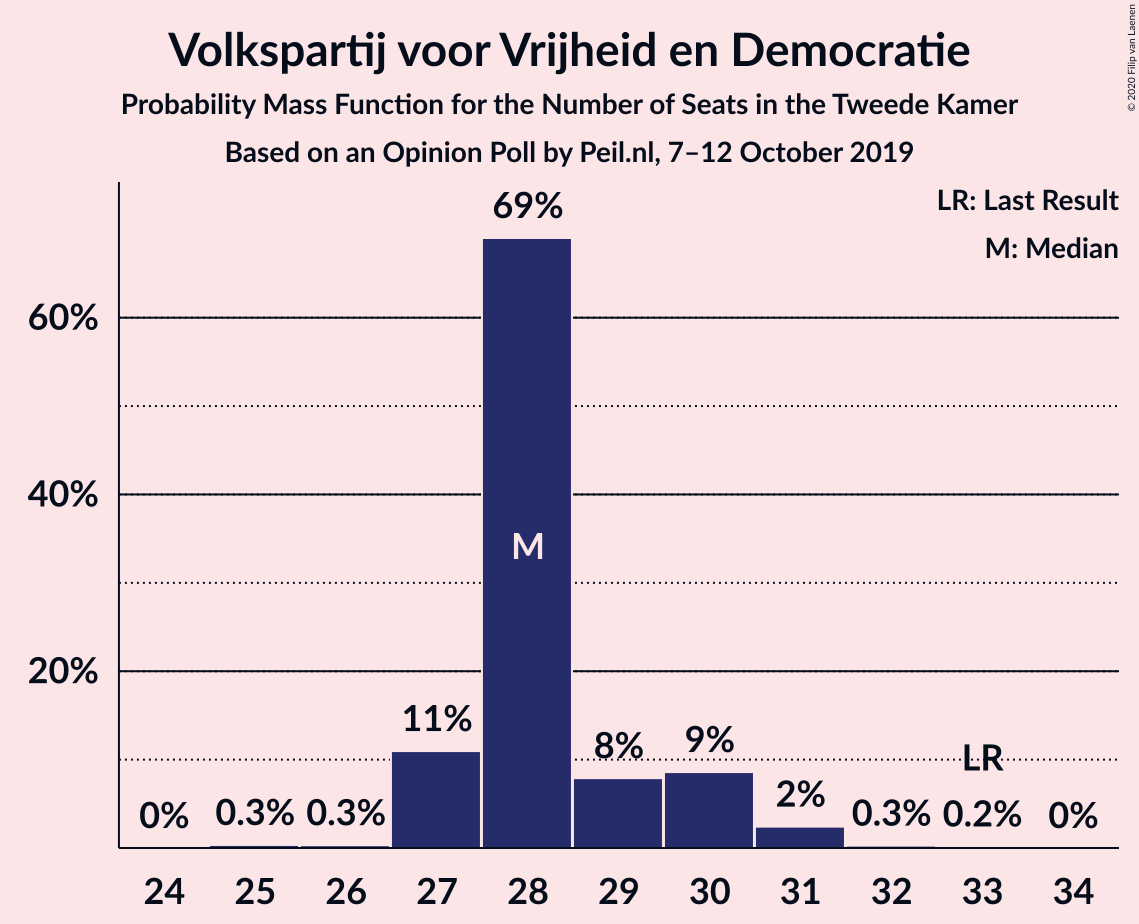 Volkspartij voor Vrijheid en Democratie
Probability Mass Function for the Number of Seats in the Tweede Kamer
Based on an Opinion Poll by Peil.nl, 7–12 October 2019
© 2020 Filip van Laenen
LR: Last Result
M: Median
69%
60%
40%
M
20%
11%
8%
9%
LR
0%
0.3%
0.3%
2%
0.3%
0.2%
0%
24 25 26 27 28 29 30 31 32 33 34